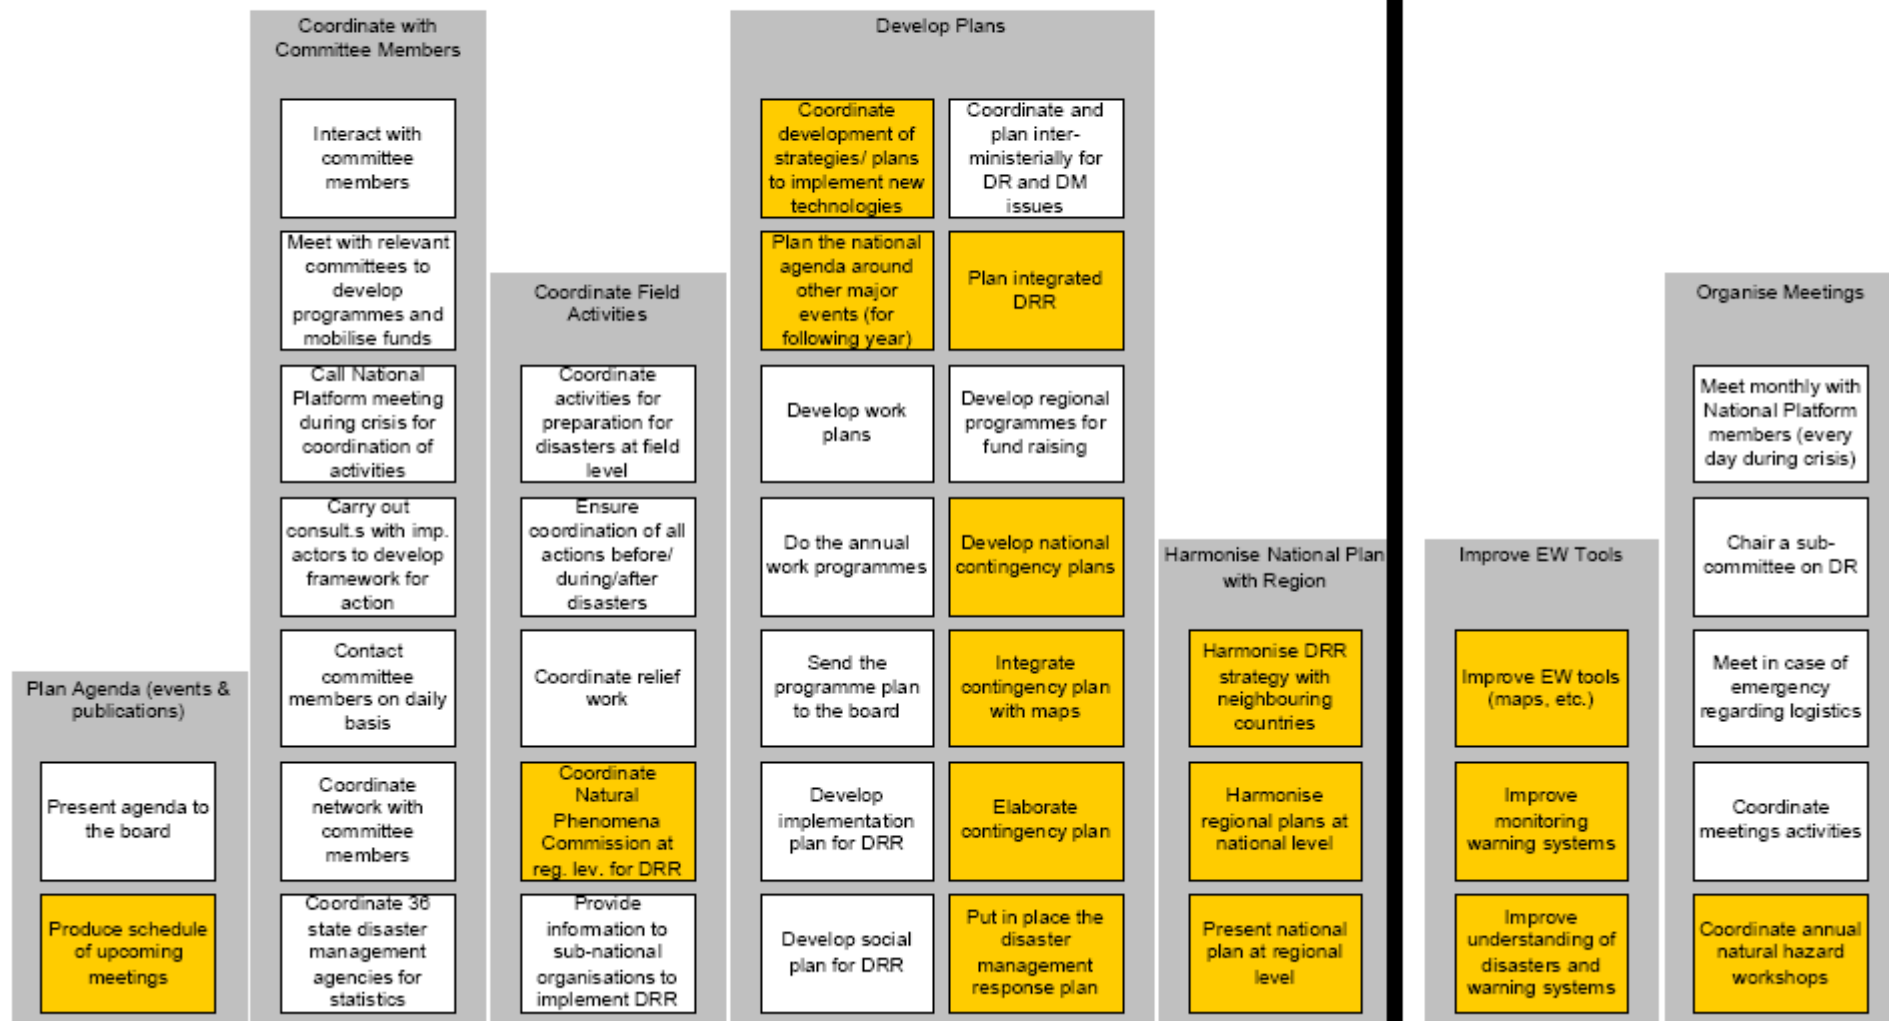 Coordinate with
Committee Members
Interact with
committee
members
Meet with relevant
committees to
develop
programmes and
mobilise funds
Call National
Platform meeting
during crisis for
coordination of
activities
Carry out
consult.s with imp.
actors to develop
framework for
action
Contact
committee
members on daily
basis
Coordinate
network with
committee
members
Coordinate 36
state disaster
management
agencies for
statistics
Plan Agenda (events &
publications)
Present agenda to
the board
Produce schedule
of upcoming
meetings
Coordinate Field
Activities
Coordinate
activities for
preparation for
disasters at field
level
Ensure
coordination of all
actions before/
during/after
disasters
Coordinate relief
work
Coordinate
Natural
Phenomena
Commission at
reg. lev. for DRR
Provide
information to
sub-national
organisations to
implement DRR
Develop Plans
Coordinate
development of
strategies/ plans
to implement new
technologies
Plan the national
agenda around
other major
events (for
following year)
Develop work
plans
Do the annual
work programmes
Send the
programme plan
to the board
Develop
implementation
plan for DRR
Develop social
plan for DRR
Coordinate and
plan inter-
ministerially for
DR and DM
issues
Plan integrated
DRR
Develop regional
programmes for
fund raising
Develop national
contingency plans
Integrate
contingency plan
with maps
Elaborate
contingency plan
Put in place the
disaster
management
response plan
Harmonise National Plan
with Region
Harmonise DRR
strategy with
neighbouring
countries
Harmonise
regional plans at
national level
Present national
plan at regional
level
Improve EW Tools
Improve EW tools
(maps, etc.)
Improve
monitoring
warning systems
Improve
understanding of
disasters and
warning systems
Organise Meetings
Meet monthly with
National Platform
members (every
day during crisis)
Chair a sub-
committee on DR
Meet in case of
emergency
regarding logistics
Coordinate
meetings activities
Coordinate annual
natural hazard
workshops